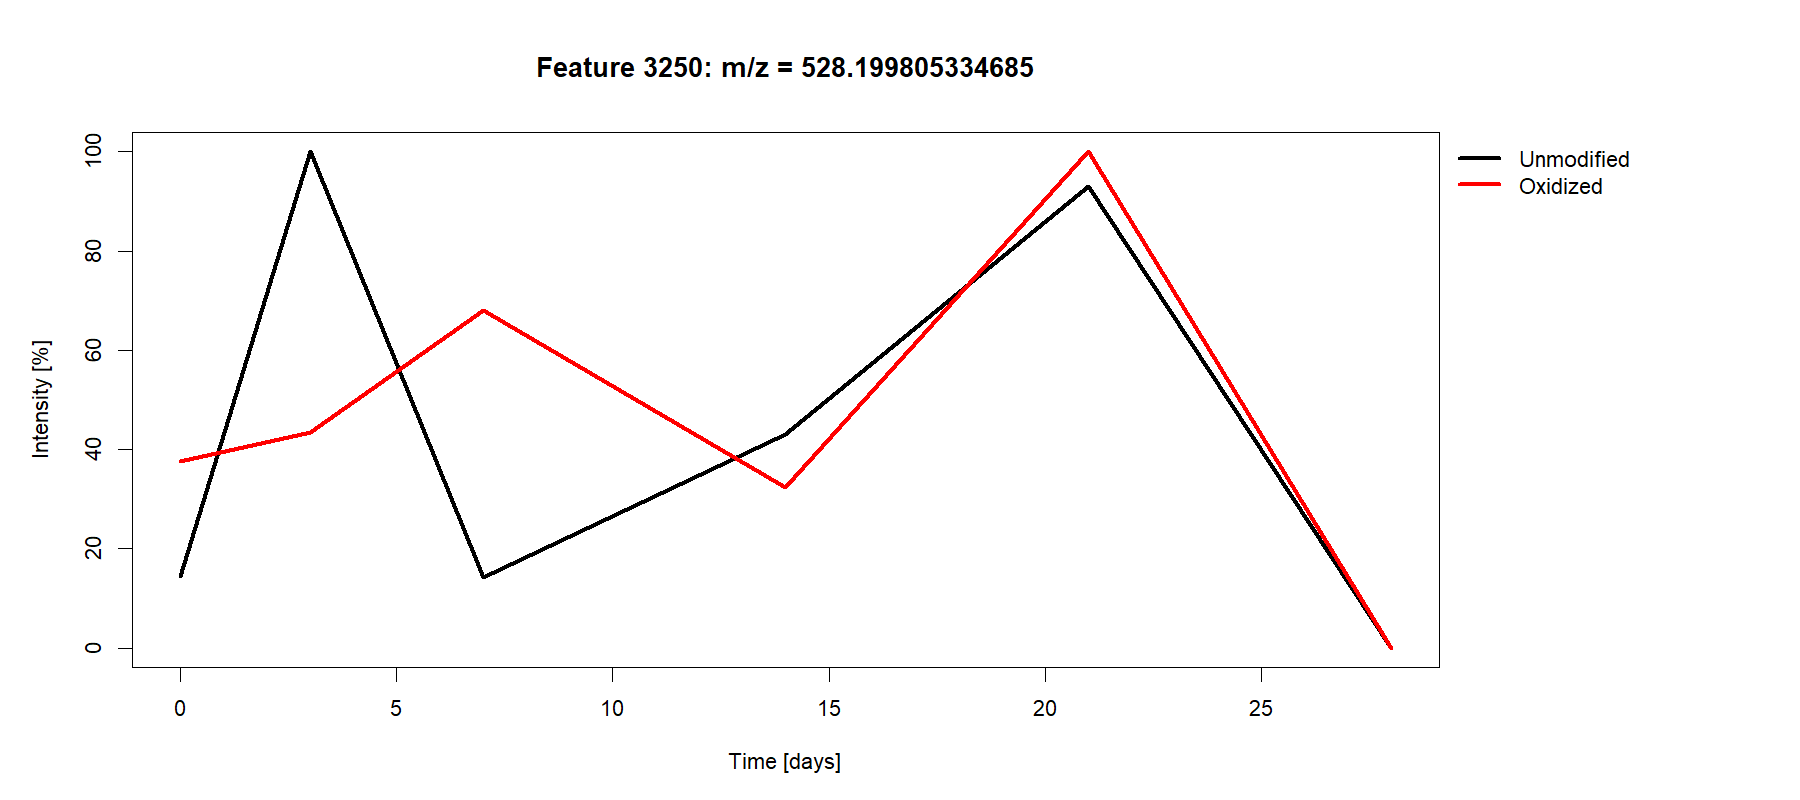 Feature 3250: m/z = 528.199805334685
Unmodified
Oxidized
Intensity [%]
100
80
60
40
20
0
0 5 10 15 20 25
Time [days]